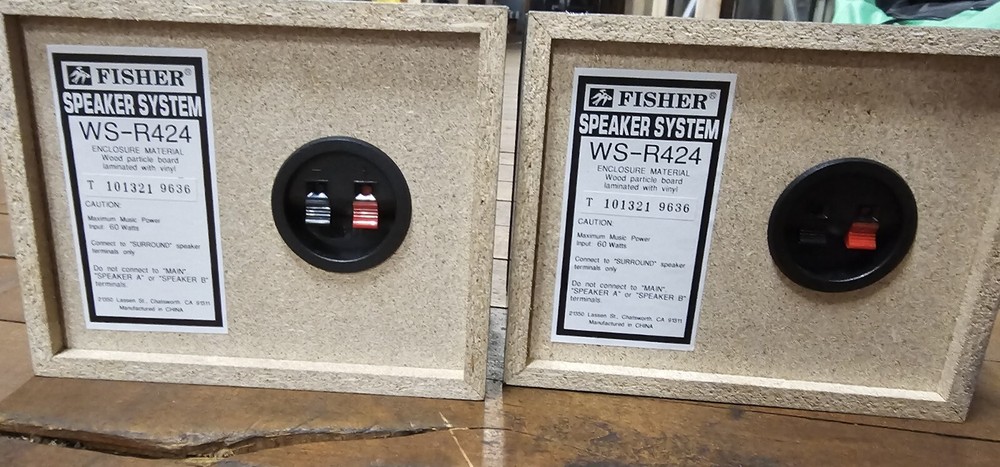 FISHER®
SPEAKER SYSTEM
WS-R424
ENCLOSURE MATERIAL
Wood particle board
laminated with vinyl
T 101321 9636
CAUTION:
Maximum Music Power
Input: 60 Watts
Connect to "SURROUND" speaker
terminals only
Do not connect to "MAIN"
"SPEAKER A" or "SPEAKER B"
terminals.
21350 Lassen St., Chatsworth, CA 91311
Manufactured in CHINA
FISHER®
SPEAKER SYSTEM
WS-R424
ENCLOSURE MATERIAL
Wood particle board
laminated with vinyl
T 101321 9636
CAUTION:
Maximum Music Power
Input: 60 Watts
Connect to "SURROUND" speaker
terminals only
Do not connect to "MAIN",
"SPEAKER A" or "SPEAKER B"
terminals.
21350 Lassen St., Chatsworth, CA 91311
Manufactured in CHINA